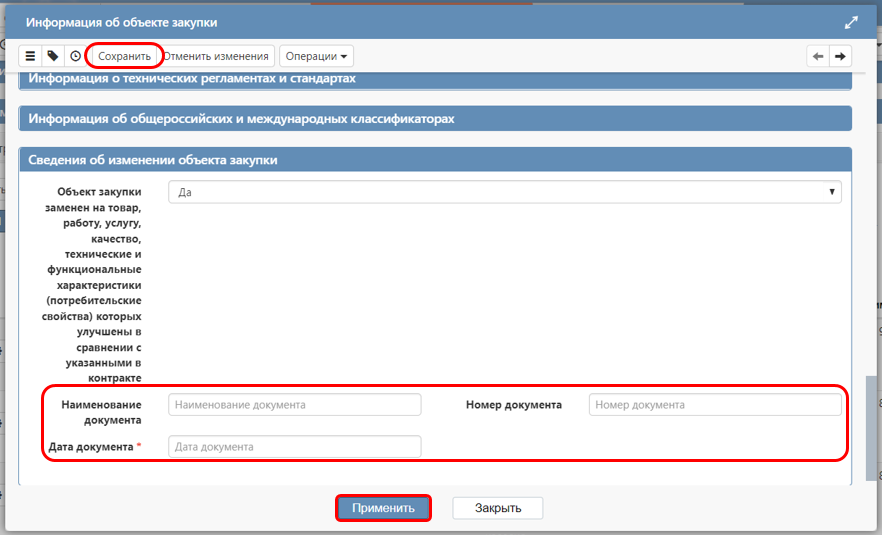 Информация об объекте закупки
Сохранить Отменить изменения Операции
Информация о технических регламентах и стандартах
Информация об общероссийских и международных классификаторах
Сведения об изменении объекта закупки
Объект закупки Да
заменен на товар,
работу, услугу,
качество,
технические и
функциональные
характеристики
(потребительские
свойства) которых
улучшены в
сравнении с
указанными в
контракте
Наименование Наименование документа Номер документа Номер документа
документа
Дата документа * Дата документа
Применить Закрыть